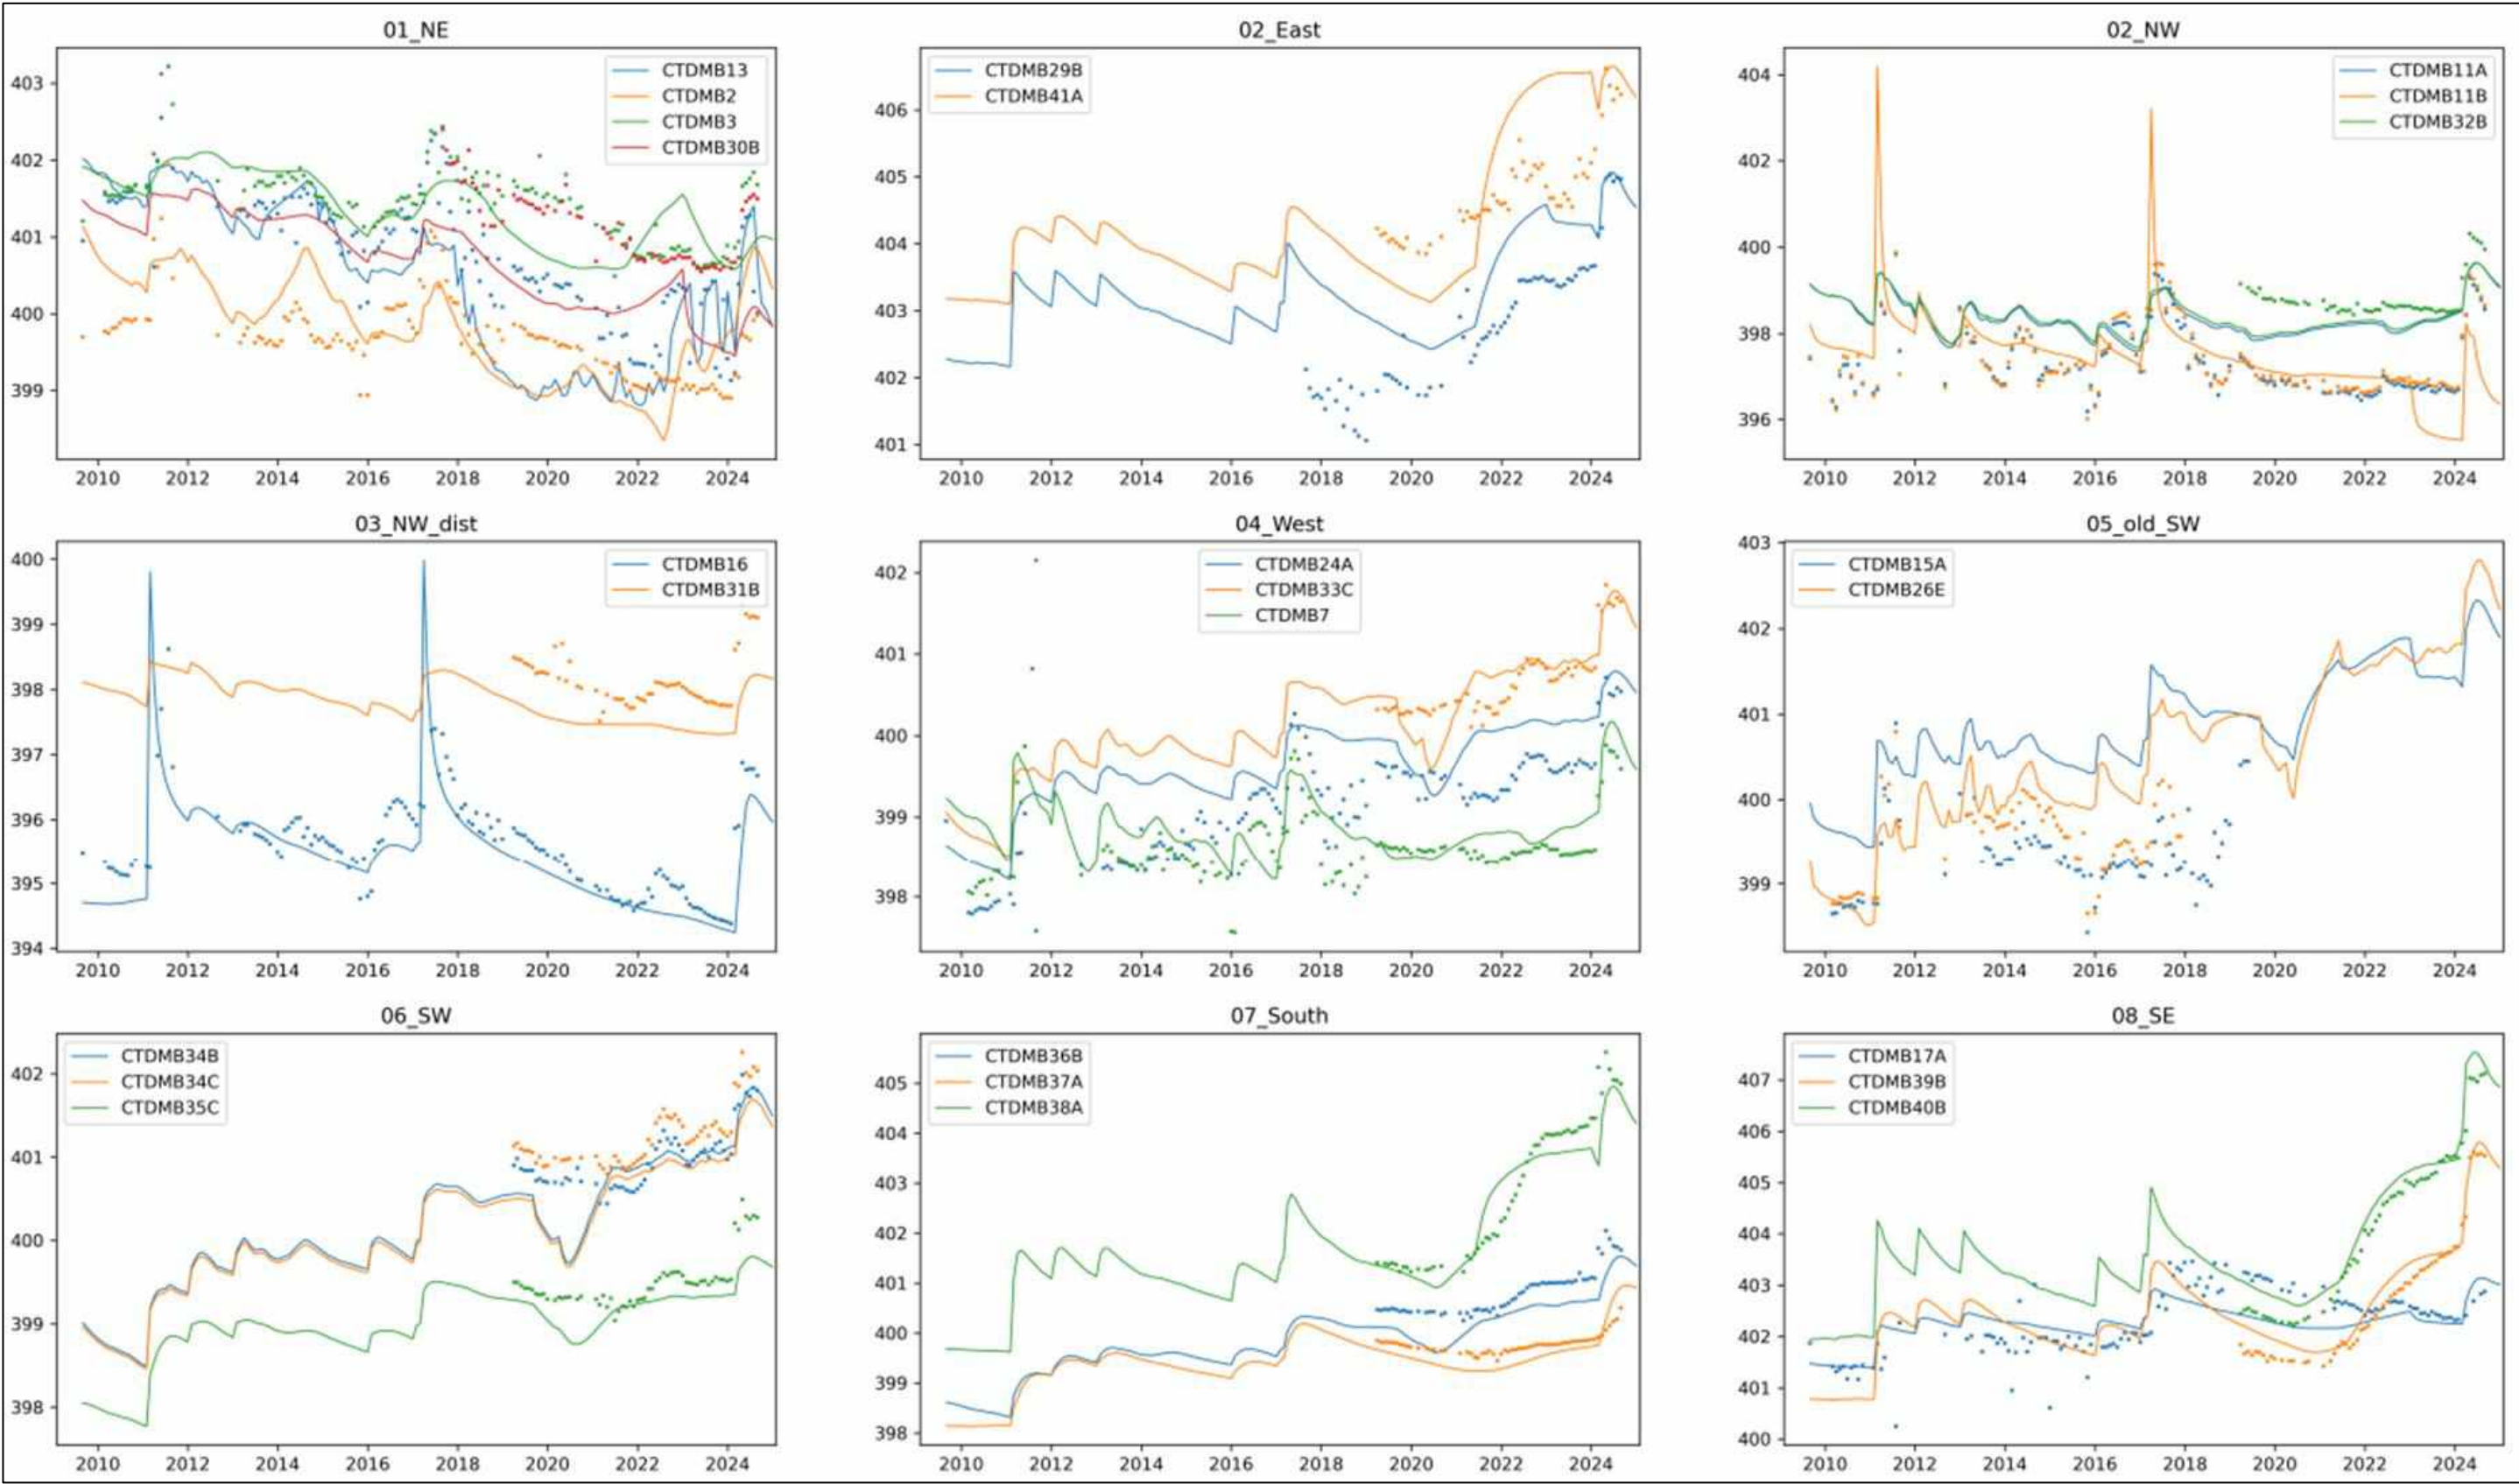 01_NE
CTDMB13
CTDMB2
CTDMB3
CTDMB30B
403
402
401
400
399
2010 2012 2014 2016 2018 2020 2022 2024
02_East
CTDMB29B
CTDMB41A
406
405
404
403
402
401
2010 2012 2014 2016 2018 2020 2022 2024
02_NW
CTDMB11A
CTDMB11B
CTDMB32B
404
402
400
398
396
2010 2012 2014 2016 2018 2020 2022 2024
03_NW_dist
CTDMB16
CTDMB31B
400
399
398
397
396
395
394
2010 2012 2014 2016 2018 2020 2022 2024
04_West
CTDMB24A
CTDMB33C
CTDMB7
402
401
400
399
398
2010 2012 2014 2016 2018 2020 2022 2024
05_old_SW
CTDMB15A
CTDMB26E
403
402
401
400
399
2010 2012 2014 2016 2018 2020 2022 2024
06_SW
CTDMB34B
CTDMB34C
CTDMB35C
402
401
400
399
398
2010 2012 2014 2016 2018 2020 2022 2024
07_South
CTDMB36B
CTDMB37A
CTDMB38A
405
404
403
402
401
400
399
398
2010 2012 2014 2016 2018 2020 2022 2024
08_SE
CTDMB17A
CTDMB39B
CTDMB40B
407
406
405
404
403
402
401
400
2010 2012 2014 2016 2018 2020 2022 2024